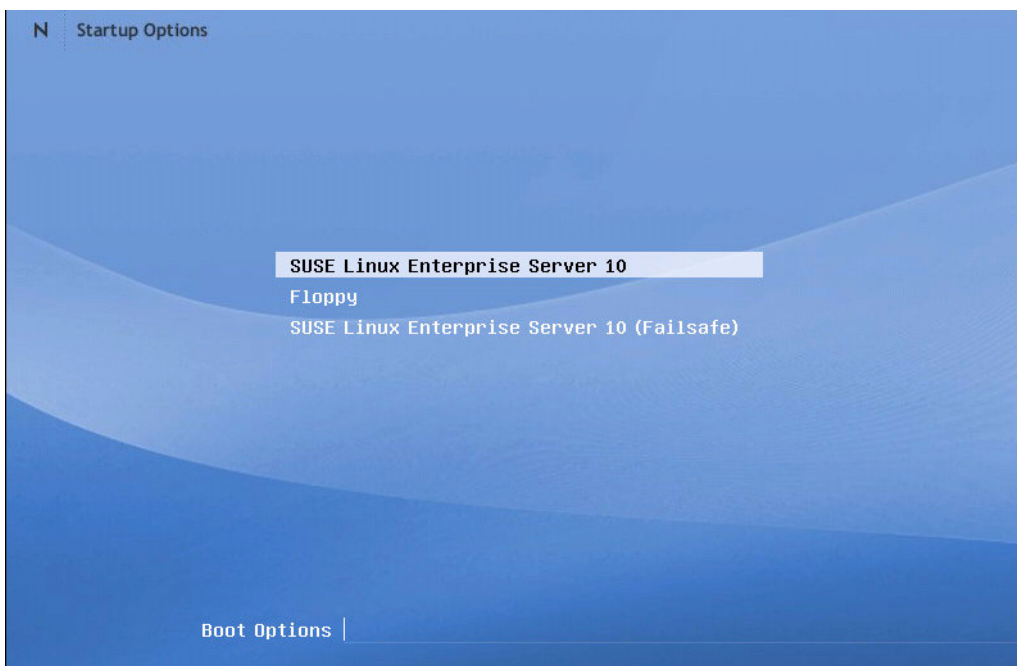 N Startup Options
SUSE Linux Enterprise Server 10
Floppy
SUSE Linux Enterprise Server 10 (Failsafe)
Boot Options